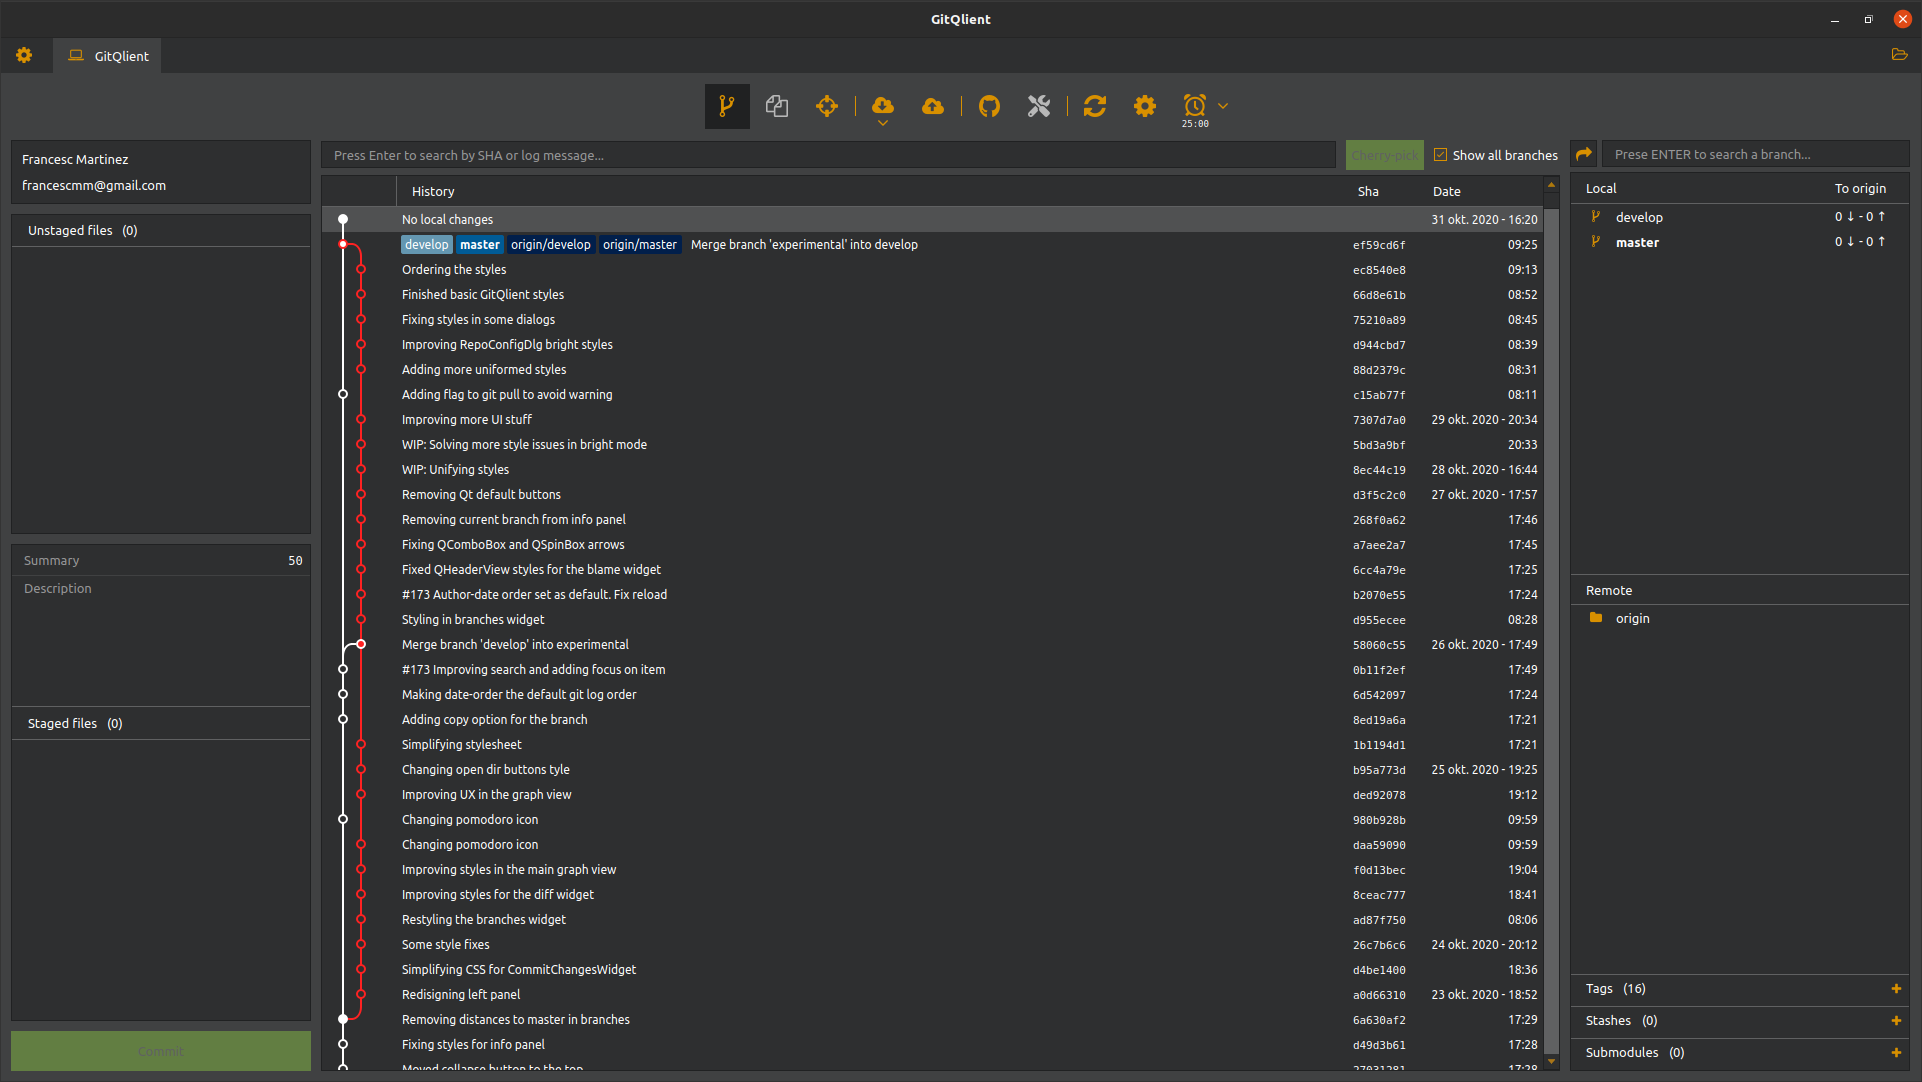 GitQlient
GitQlient
25:00
Francesc Martinez
francescmm@gmail.com
Unstaged files (0)
Summary 50
Description
Staged files (0)
Commit
Press Enter to search by SHA or log message...
Cherry-pick
Show all branches
History Sha Date
No local changes 31 okt. 2020 - 16:20
develop master origin/develop origin/master Merge branch 'experimental' into develop ef59cd6f 09:25
Ordering the styles ec8540e8 09:13
Finished basic GitQlient styles 66d8e61b 08:52
Fixing styles in some dialogs 75210a89 08:45
Improving RepoConfigDlg bright styles d944cbd7 08:39
Adding more uniformed styles 88d2379c 08:31
Adding flag to git pull to avoid warning c15ab77f 08:11
Improving more UI stuff 7307d7a0 29 okt. 2020 - 20:34
WIP: Solving more style issues in bright mode 5bd3a9bf 20:33
WIP: Unifying styles 8ec44c19 28 okt. 2020 - 16:44
Removing Qt default buttons d3f5c2c0 27 okt. 2020 - 17:57
Removing current branch from info panel 268f0a62 17:46
Fixing QComboBox and QSpinBox arrows a7aee2a7 17:45
Fixed QHeaderView styles for the blame widget 6cc4a79e 17:25
#173 Author-date order set as default. Fix reload b2070e55 17:24
Styling in branches widget d955ecee 08:28
Merge branch 'develop' into experimental 58060c55 26 okt. 2020 - 17:49
#173 Improving search and adding focus on item 0b11f2ef 17:49
Making date-order the default git log order 6d542097 17:24
Adding copy option for the branch 8ed19a6a 17:21
Simplifying stylesheet 1b1194d1 17:21
Changing open dir buttons tyle b95a773d 25 okt. 2020 - 19:25
Improving UX in the graph view ded92078 19:12
Changing pomodoro icon 980b928b 09:59
Changing pomodoro icon daa59090 09:59
Improving styles in the main graph view f0d13bec 19:04
Improving styles for the diff widget 8ceac777 18:41
Restyling the branches widget ad87f750 08:06
Some style fixes 26c7b6c6 24 okt. 2020 - 20:12
Simplifying CSS for CommitChangesWidget d4be1400 18:36
Redisigning left panel a0d66310 23 okt. 2020 - 18:52
Removing distances to master in branches 6a630af2 17:29
Fixing styles for info panel d49d3b61 17:28
Moved collapse button to the top 27031281 17:28
Prese ENTER to search a branch...
Local To origin
develop 0 ↓ - 0 ↑
master 0 ↓ - 0 ↑
Remote
origin
Tags (16)
Stashes (0)
Submodules (0)